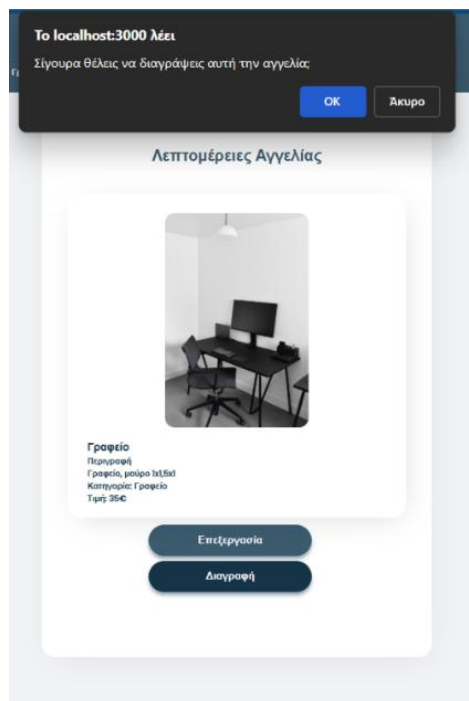 Το localhost:3000 λέει
Σίγουρα θέλεις να διαγράψεις αυτή την αγγελία;
OK
Άκυρο
Λεπτομέρειες Αγγελίας
Γραφείο
Περιγραφή
Γραφείο, μαύρο 1x1,5x1
Κατηγορία: Γραφείο
Τιμή: 35€
Επεξεργασία
Διαγραφή